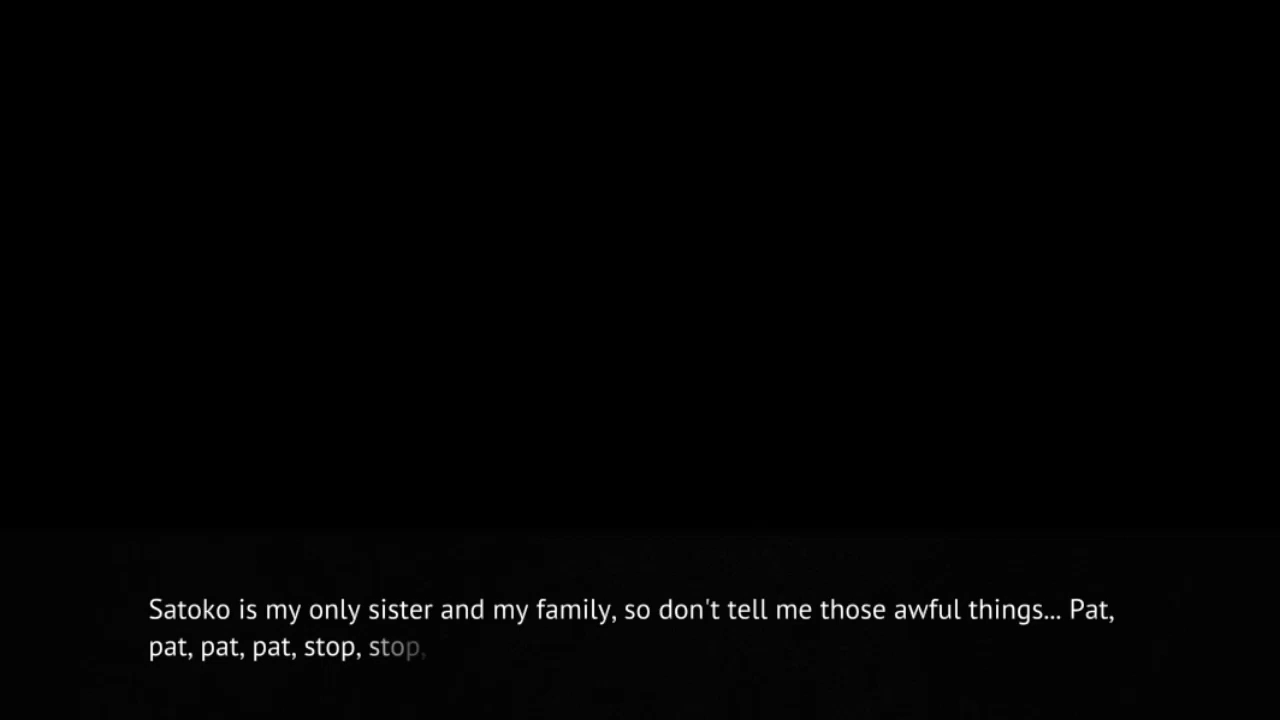 Satoko is my only sister and my family, so don't tell me those awful things... Pat,
pat, pat, pat, stop, stop,